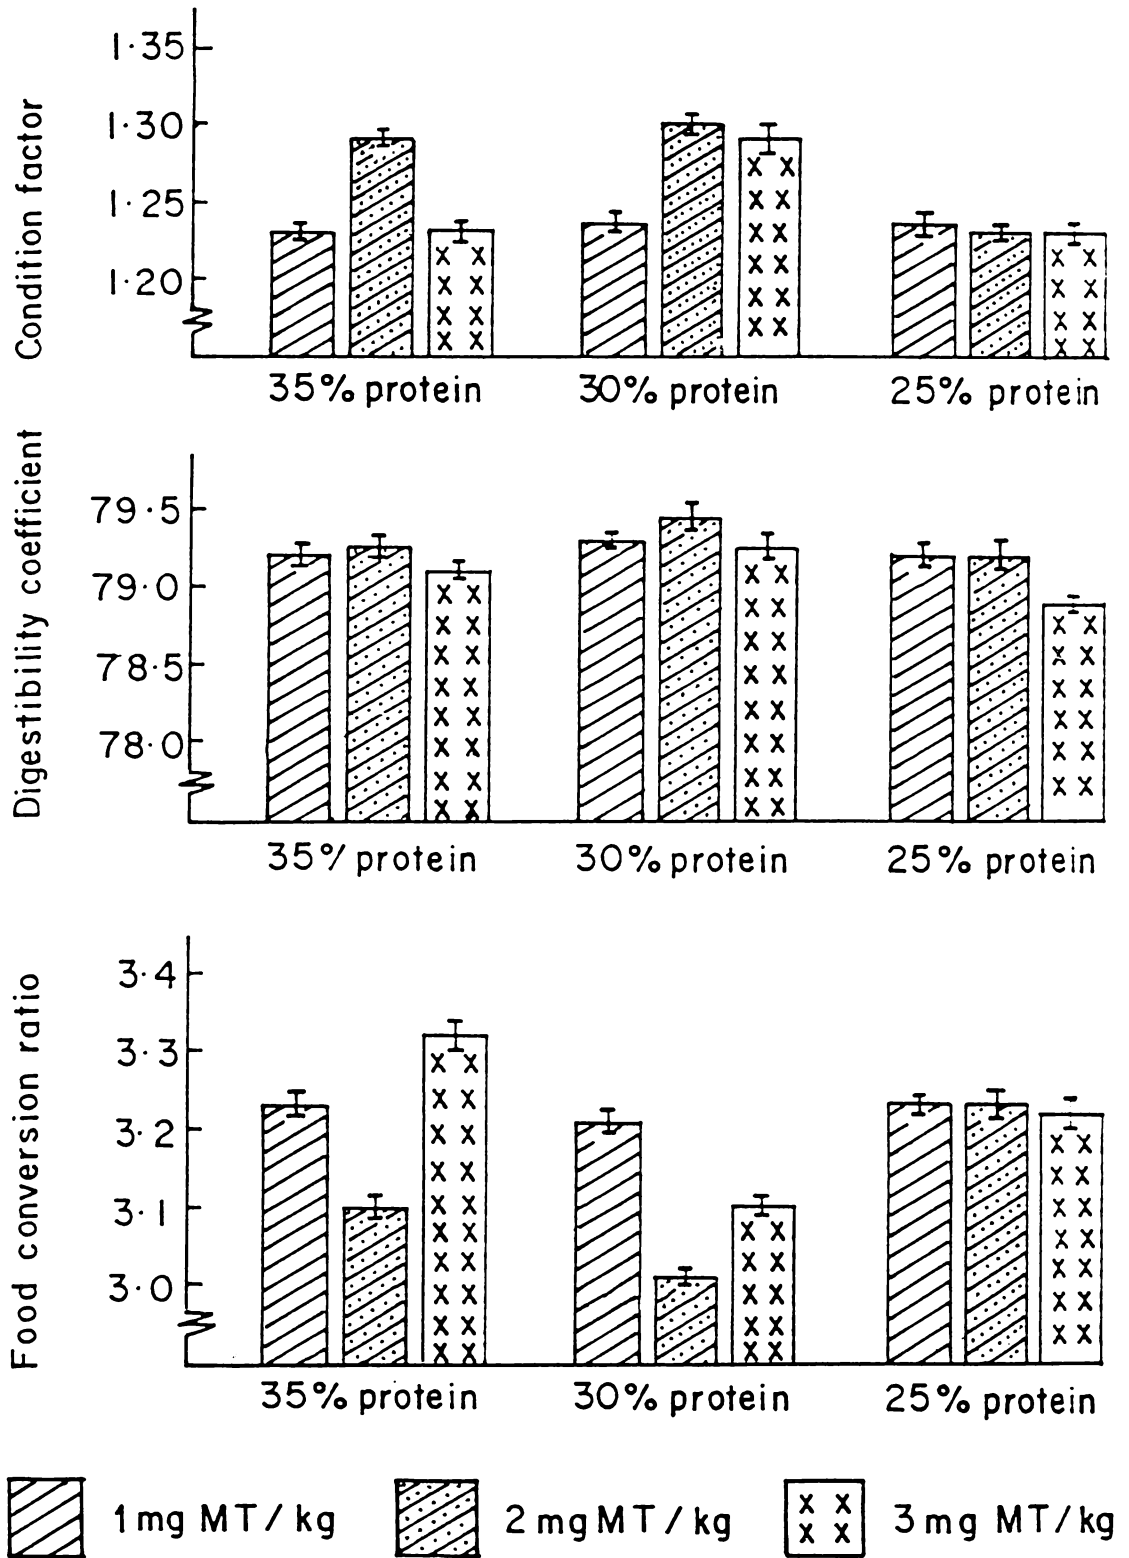 Condition factor
1·35
1·30
1·25
1·20
35% protein 30% protein 25% protein
Digestibility coefficient
79·5
79·0
78·5
78·0
35°/ protein 30% protein 25% protein
Food conversion ratio
3·4
3·3
3·2
3·1
3·0
35% protein 30% protein 25% protein
1 mg MT / kg 2 mg MT / kg 3 mg MT / kg